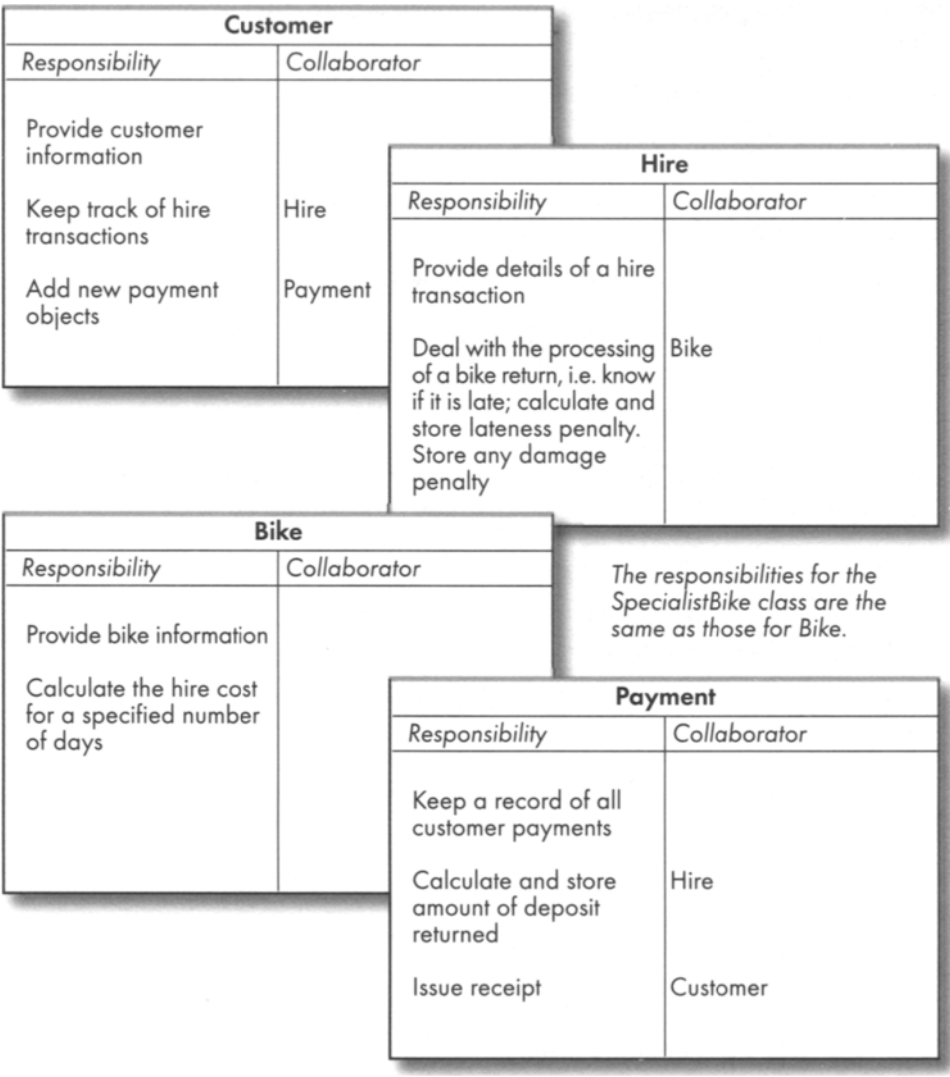 Customer
Responsibility Collaborator
Provide customer
information
Keep track of hire Hire
transactions
Add new payment Payment
objects
Hire
Responsibility Collaborator
Provide details of a hire
transaction
Deal with the processing Bike
of a bike return, i.e. know
if it is late; calculate and
store lateness penalty.
Store any damage
penalty
Bike
Responsibility Collaborator
Provide bike information
Calculate the hire cost
for a specified number
of days
The responsibilities for the
SpecialistBike class are the
same as those for Bike.
Payment
Responsibility Collaborator
Keep a record of all
customer payments
Calculate and store Hire
amount of deposit
returned
Issue receipt Customer